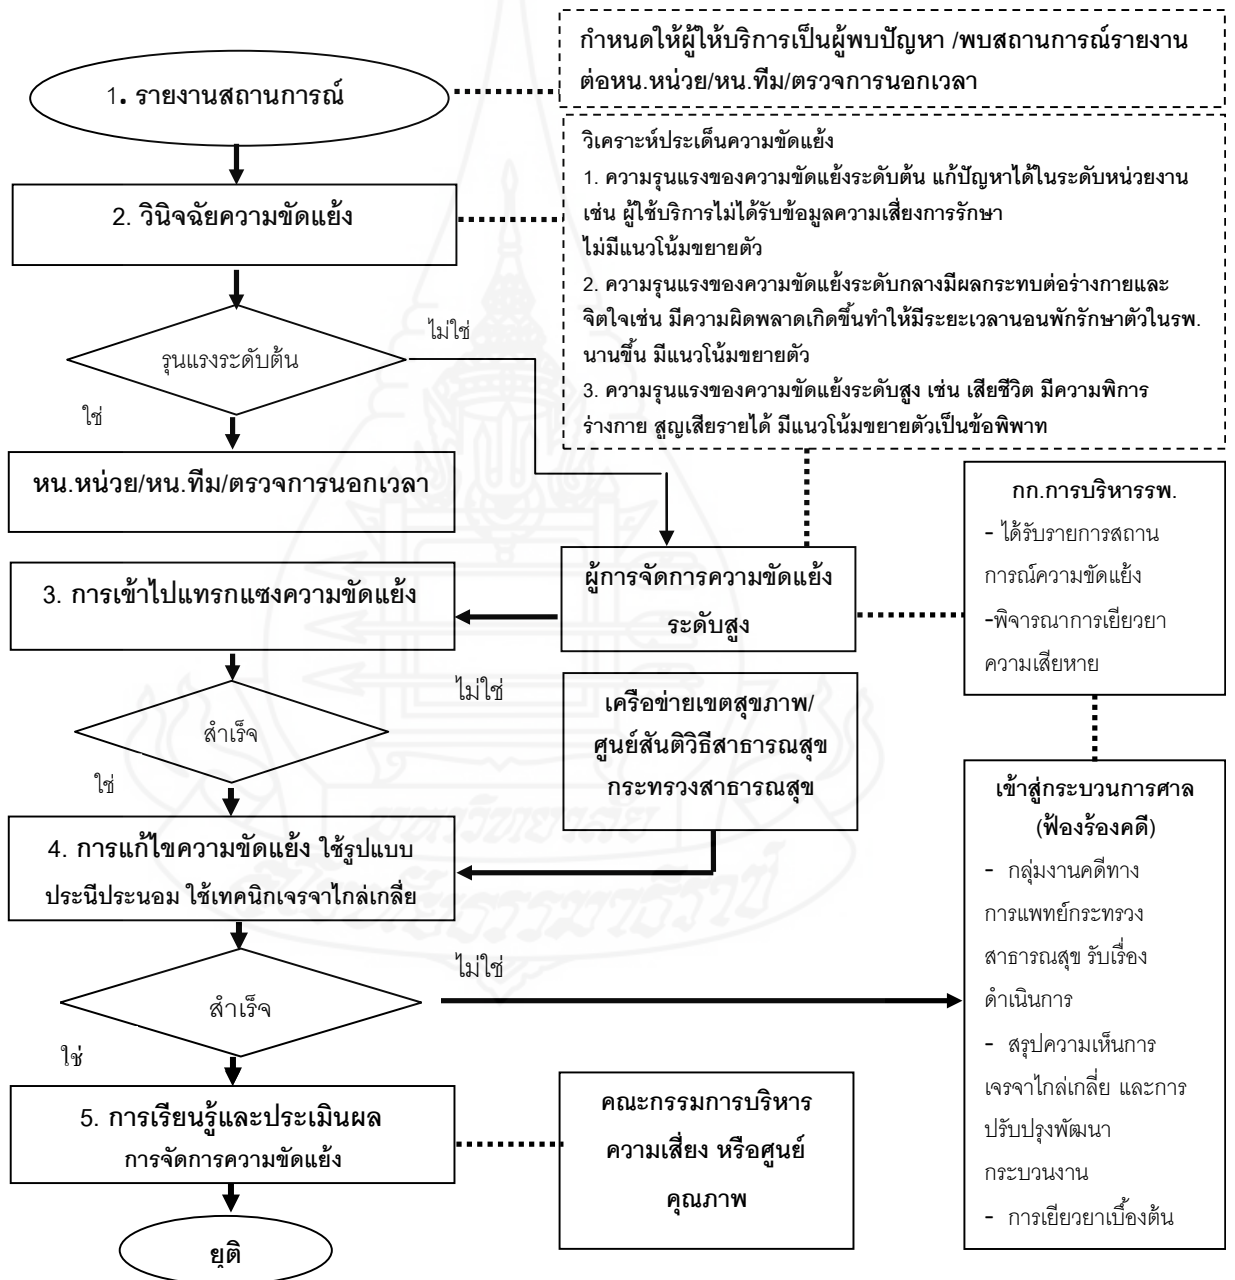 กำหนดให้ผู้ให้บริการเป็นผู้พบปัญหา /พบสถานการณ์รายงาน
ต่อหน.หน่วย/หน.ทีม/ตรวจการนอกเวลา
1. รายงานสถานการณ์
วิเคราะห์ประเด็นความขัดแย้ง
1. ความรุนแรงของความขัดแย้งระดับต้น แก้ปัญหาได้ในระดับหน่วยงาน
เช่น ผู้ใช้บริการไม่ได้รับข้อมูลความเสี่ยงการรักษา
ไม่มีแนวโน้มขยายตัว
2. ความรุนแรงของความขัดแย้งระดับกลางมีผลกระทบต่อร่างกายและ
จิตใจเช่น มีความผิดพลาดเกิดขึ้นทำให้มีระยะเวลานอนพักรักษาตัวในรพ.
นานขึ้น มีแนวโน้มขยายตัว
3. ความรุนแรงของความขัดแย้งระดับสูง เช่น เสียชีวิต มีความพิการ
ร่างกาย สูญเสียรายได้ มีแนวโน้มขยายตัวเป็นข้อพิพาท
2. วินิจฉัยความขัดแย้ง
ไม่ใช่
รุนแรงระดับต้น
ใช่
หน.หน่วย/หน.ทีม/ตรวจการนอกเวลา
กก.การบริหารรพ.
- ได้รับรายการสถาน
การณ์ความขัดแย้ง
-พิจารณาการเยียวยา
ความเสียหาย
ผู้การจัดการความขัดแย้ง
ระดับสูง
3. การเข้าไปแทรกแซงความขัดแย้ง
ไม่ใช่
สำเร็จ
ใช่
เครือข่ายเขตสุขภาพ/
ศูนย์สันติวิธีสาธารณสุข
กระทรวงสาธารณสุข
เข้าสู่กระบวนการศาล
(ฟ้องร้องคดี)
- กลุ่มงานคดีทาง
การแพทย์กระทรวง
สาธารณสุข รับเรื่อง
ดำเนินการ
- สรุปความเห็นการ
เจรจาไกล่เกลี่ย และการ
ปรับปรุงพัฒนา
กระบวนงาน
- การเยียวยาเบื้องต้น
4. การแก้ไขความขัดแย้ง ใช้รูปแบบ
ประนีประนอม ใช้เทคนิกเจรจาไกล่เกลี่ย
ไม่ใช่
สำเร็จ
ใช่
5. การเรียนรู้และประเมินผล
การจัดการความขัดแย้ง
คณะกรรมการบริหาร
ความเสี่ยง หรือศูนย์
คุณภาพ
ยุติ
มหาวิทยาลัย
สุโขทัยธรรมาธิราช